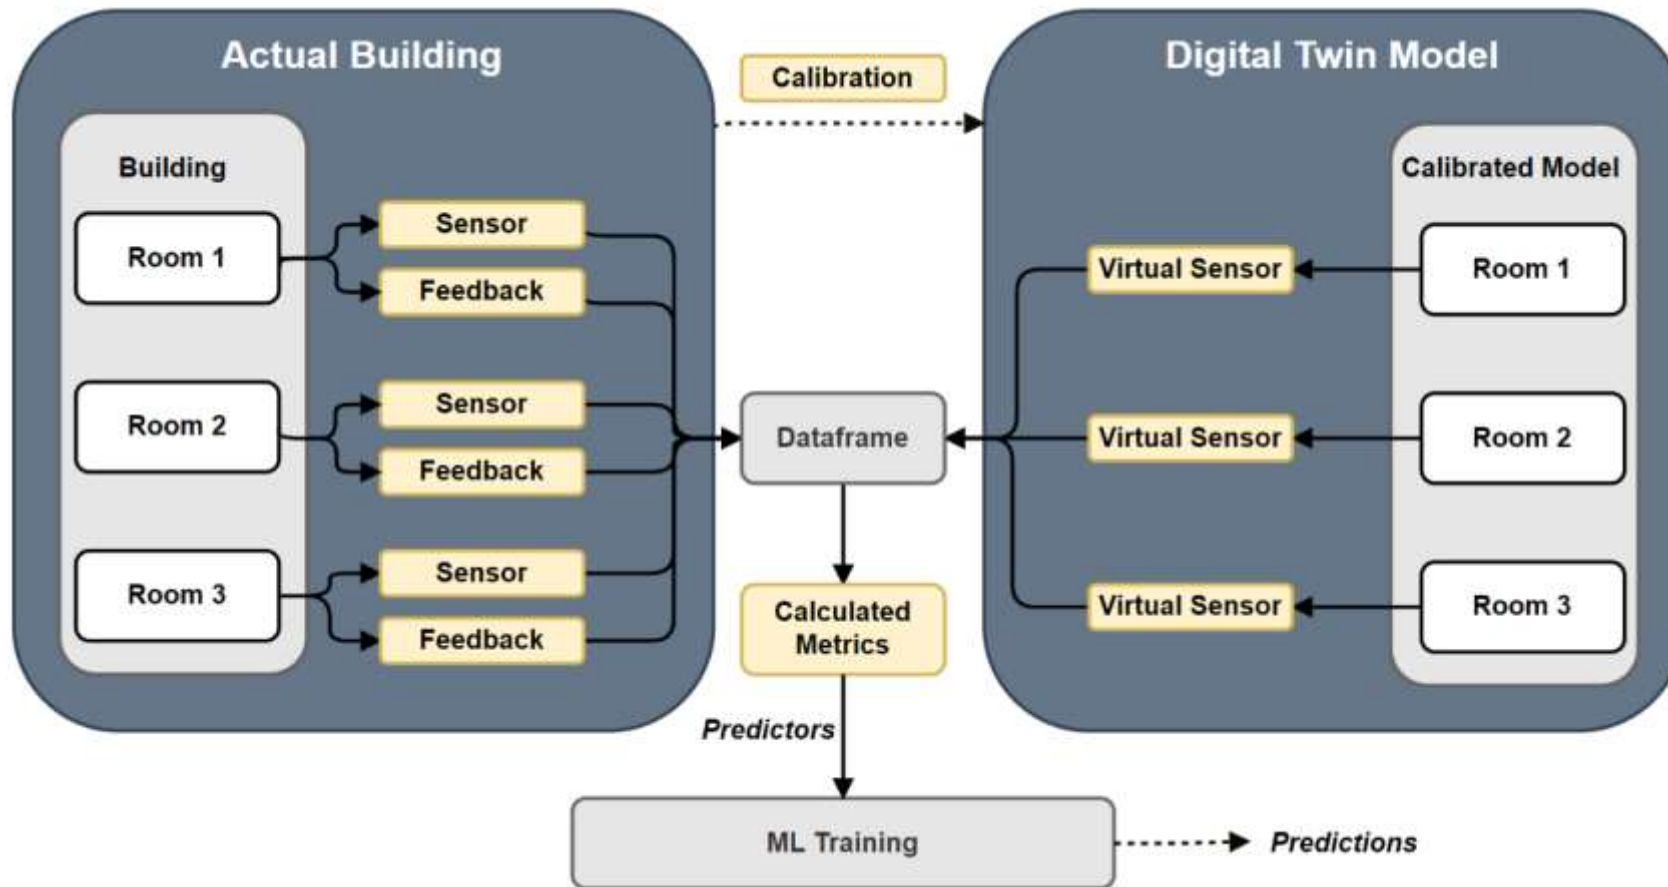 Actual Building
Calibration
Digital Twin Model
Building
Room 1
Sensor
Feedback
Room 2
Sensor
Feedback
Room 3
Sensor
Feedback
Dataframe
Calculated
Metrics
Predictors
ML Training
Predictions
Calibrated Model
Virtual Sensor
Room 1
Virtual Sensor
Room 2
Virtual Sensor
Room 3